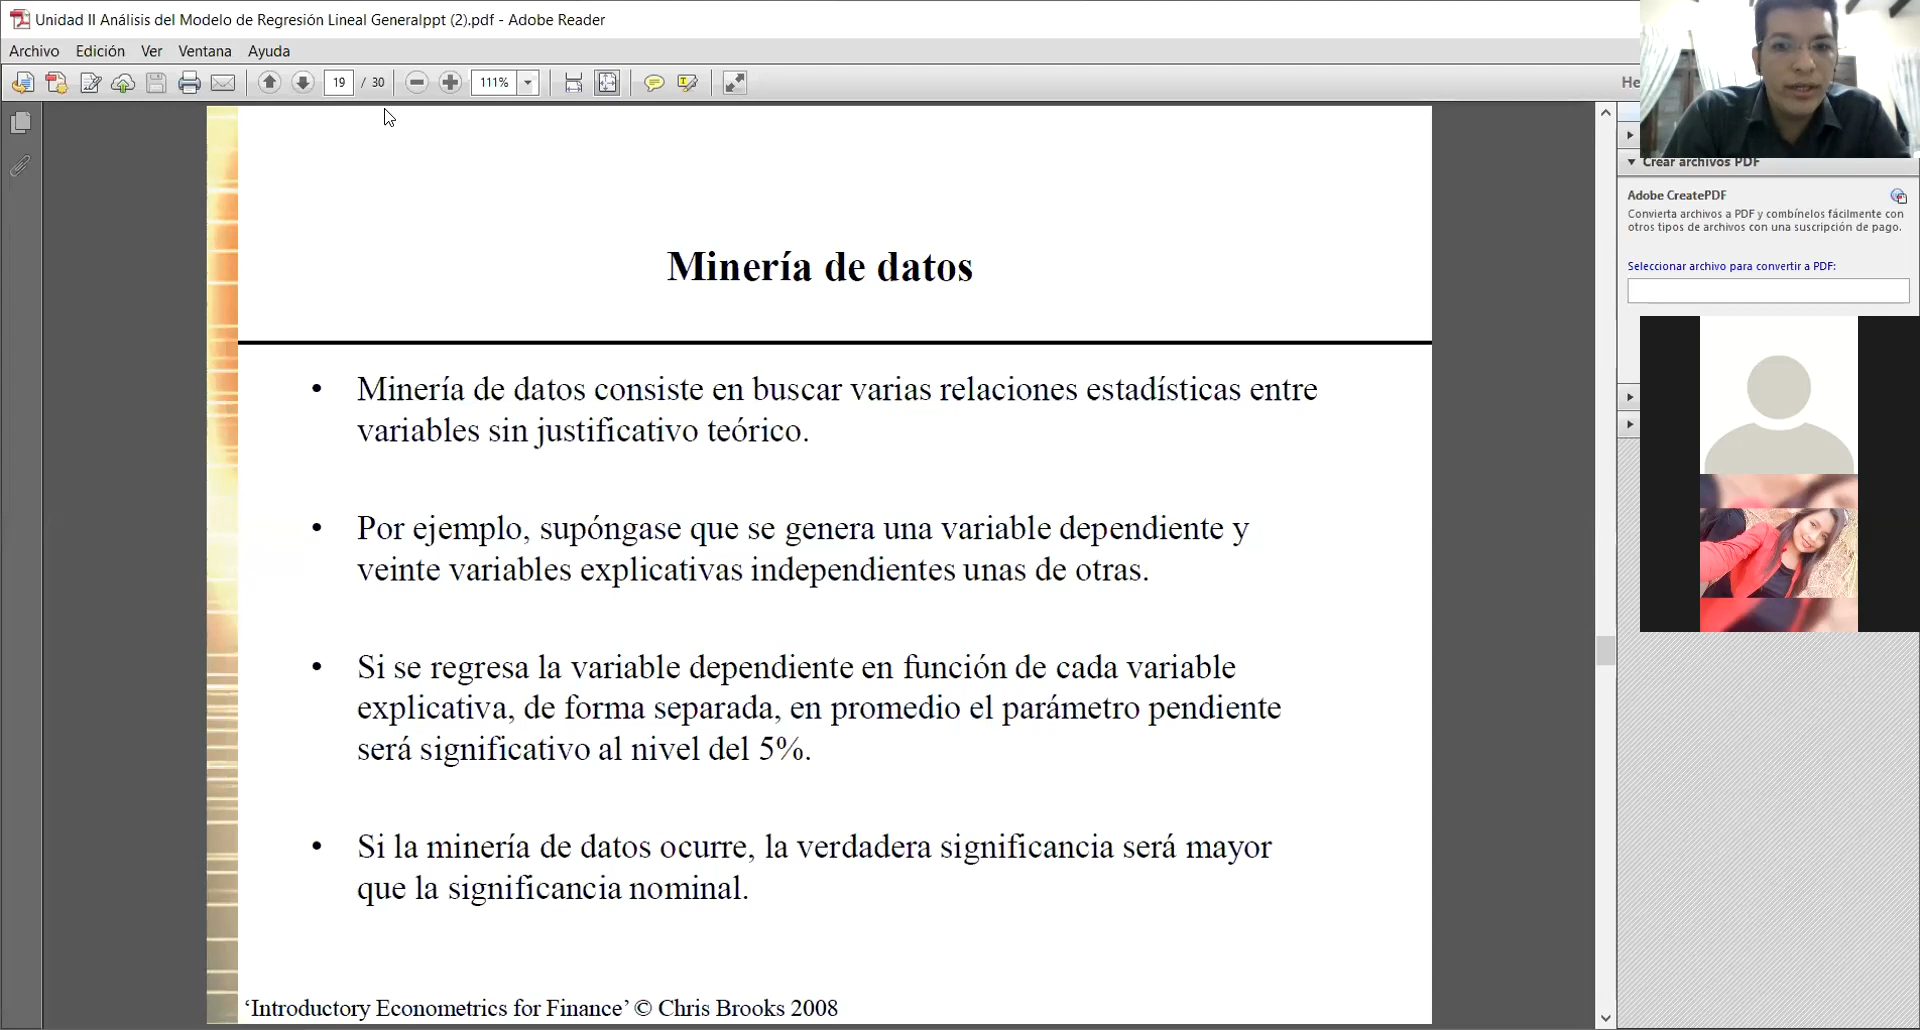 Unidad II Análisis del Modelo de Regresión Lineal Generalppt (2).pdf - Adobe Reader
Archivo Edición Ver Ventana Ayuda
19 / 30 111% He
Crear archivos PDF
Adobe CreatePDF
Convierta archivos a PDF y combínelos fácilmente con
otros tipos de archivos con una suscripción de pago.
Seleccionar archivo para convertir a PDF:
Minería de datos
• Minería de datos consiste en buscar varias relaciones estadísticas entre
variables sin justificativo teórico.
• Por ejemplo, supóngase que se genera una variable dependiente y
veinte variables explicativas independientes unas de otras.
• Si se regresa la variable dependiente en función de cada variable
explicativa, de forma separada, en promedio el parámetro pendiente
será significativo al nivel del 5%.
• Si la minería de datos ocurre, la verdadera significancia será mayor
que la significancia nominal.
‘Introductory Econometrics for Finance’ © Chris Brooks 2008